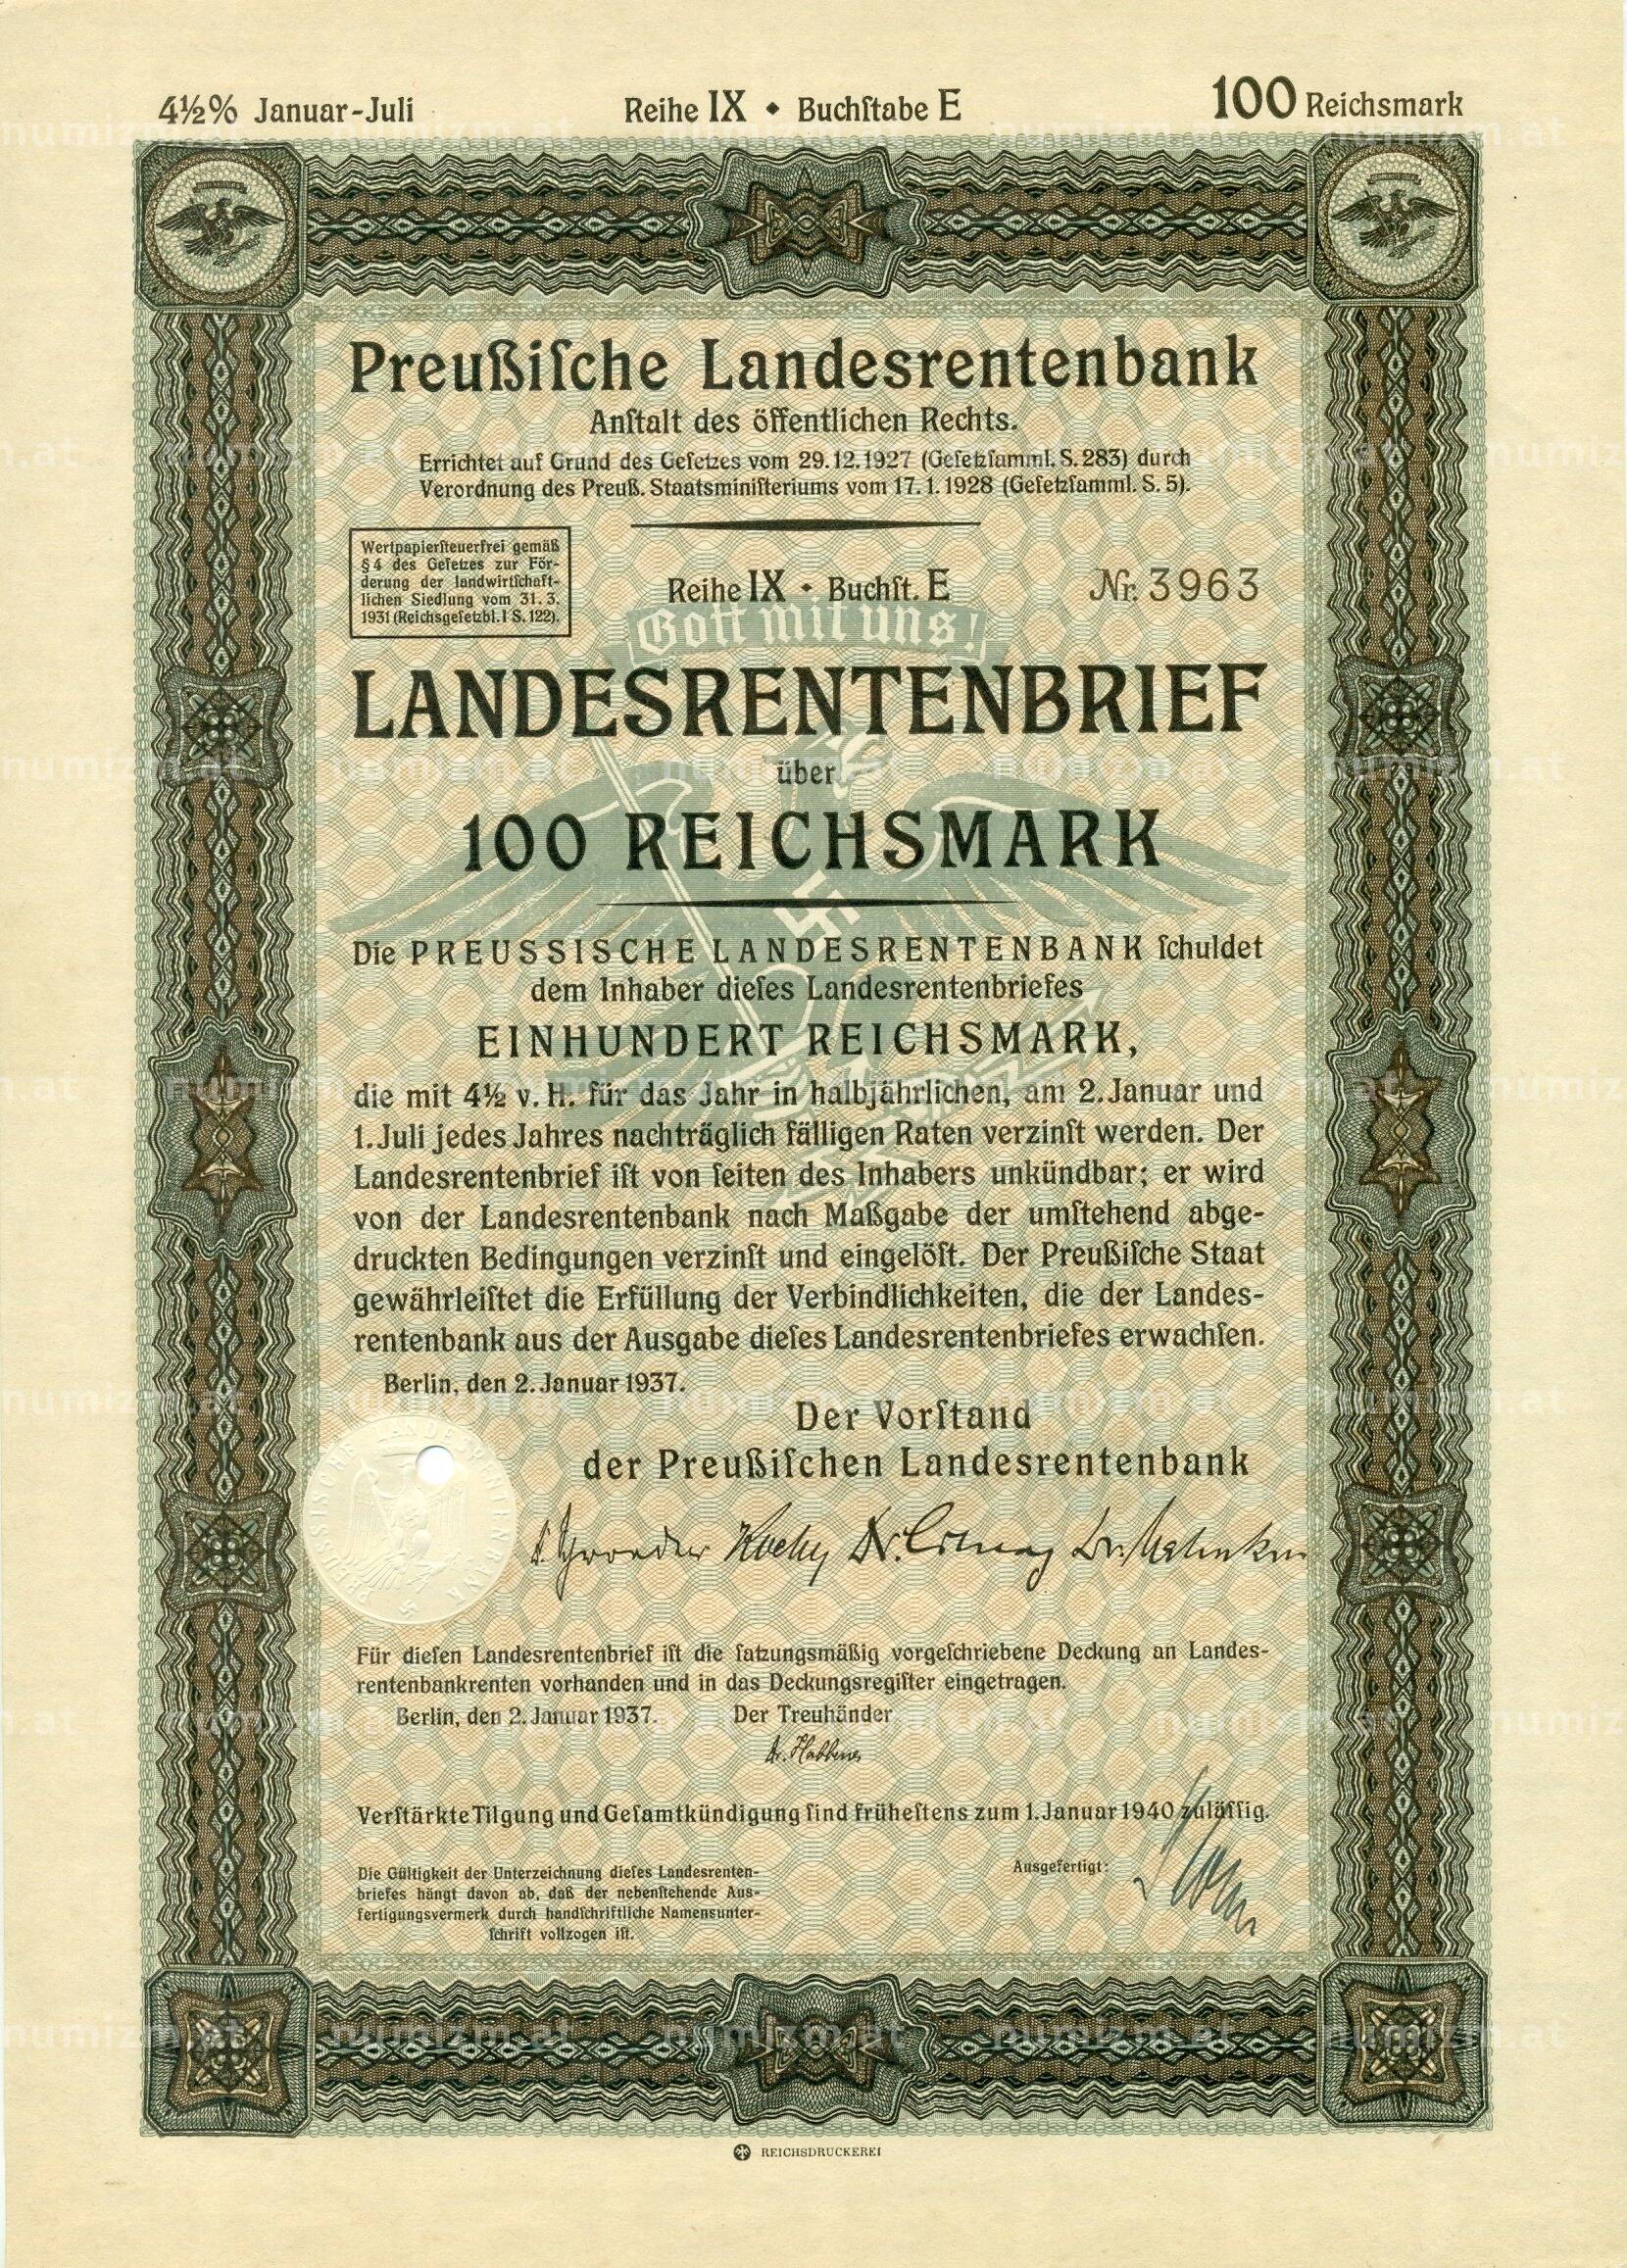 4½% Januar-Juli
Reihe IX • Buchſtabe E
100 Reichsmark
Preußiſche Landesrentenbank
Anſtalt des öffentlichen Rechts.
Errichtet auf Grund des Geſetzes vom 29.12.1927 (Geſetzſamml. S. 283) durch
Verordnung des Preuß. Staatsminiſteriums vom 17. 1. 1928 (Geſetzſamml. S. 5).
Wertpapierſteuerfrei gemäß
§ 4 des Geſetzes zur För-
derung der landwirtſchaft-
lichen Siedlung vom 31. 3.
1931 (Reichsgeſetzbl. I S. 122).
Reihe IX • Buchſt. E
Nr. 3963
Gott mit uns!
LANDESRENTENBRIEF
über
100 REICHSMARK
Die PREUSSISCHE LANDESRENTENBANK ſchuldet
dem Inhaber dieſes Landesrentenbriefes
EINHUNDERT REICHSMARK,
die mit 4½ v. H. für das Jahr in halbjährlichen, am 2. Januar und
1. Juli jedes Jahres nachträglich fälligen Raten verzinſt werden. Der
Landesrentenbrief iſt von ſeiten des Inhabers unkündbar; er wird
von der Landesrentenbank nach Maßgabe der umſtehend abge-
druckten Bedingungen verzinſt und eingelöſt. Der Preußiſche Staat
gewährleiſtet die Erfüllung der Verbindlichkeiten, die der Landes-
rentenbank aus der Ausgabe dieſes Landesrentenbriefes erwachſen.
Berlin, den 2. Januar 1937.
Der Vorſtand
der Preußiſchen Landesrentenbank
PREUSSISCHE LANDESRENTENBANK
Für dieſen Landesrentenbrief iſt die ſatzungsmäßig vorgeſchriebene Deckung an Landes-
rentenbankrenten vorhanden und in das Deckungsregiſter eingetragen.
Berlin, den 2. Januar 1937.
Der Treuhänder
Verſtärkte Tilgung und Geſamtkündigung ſind früheſtens zum 1. Januar 1940 zuläſſig.
Die Gültigkeit der Unterzeichnung dieſes Landesrenten-
briefes hängt davon ab, daß der nebenſtehende Aus-
fertigungsvermerk durch handſchriftliche Namensunter-
ſchrift vollzogen iſt.
Ausgefertigt:
REICHSDRUCKEREI
numizm.at